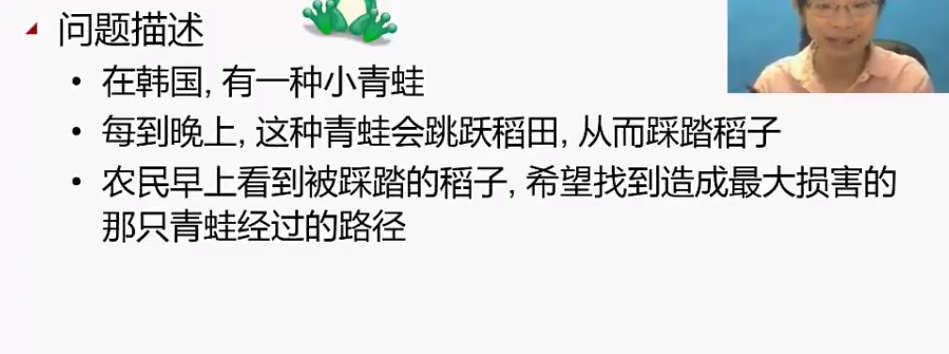 问题描述
• 在韩国, 有一种小青蛙
• 每到晚上, 这种青蛙会跳跃稻田, 从而踩踏稻子
• 农民早上看到被踩踏的稻子, 希望找到造成最大损害的
那只青蛙经过的路径